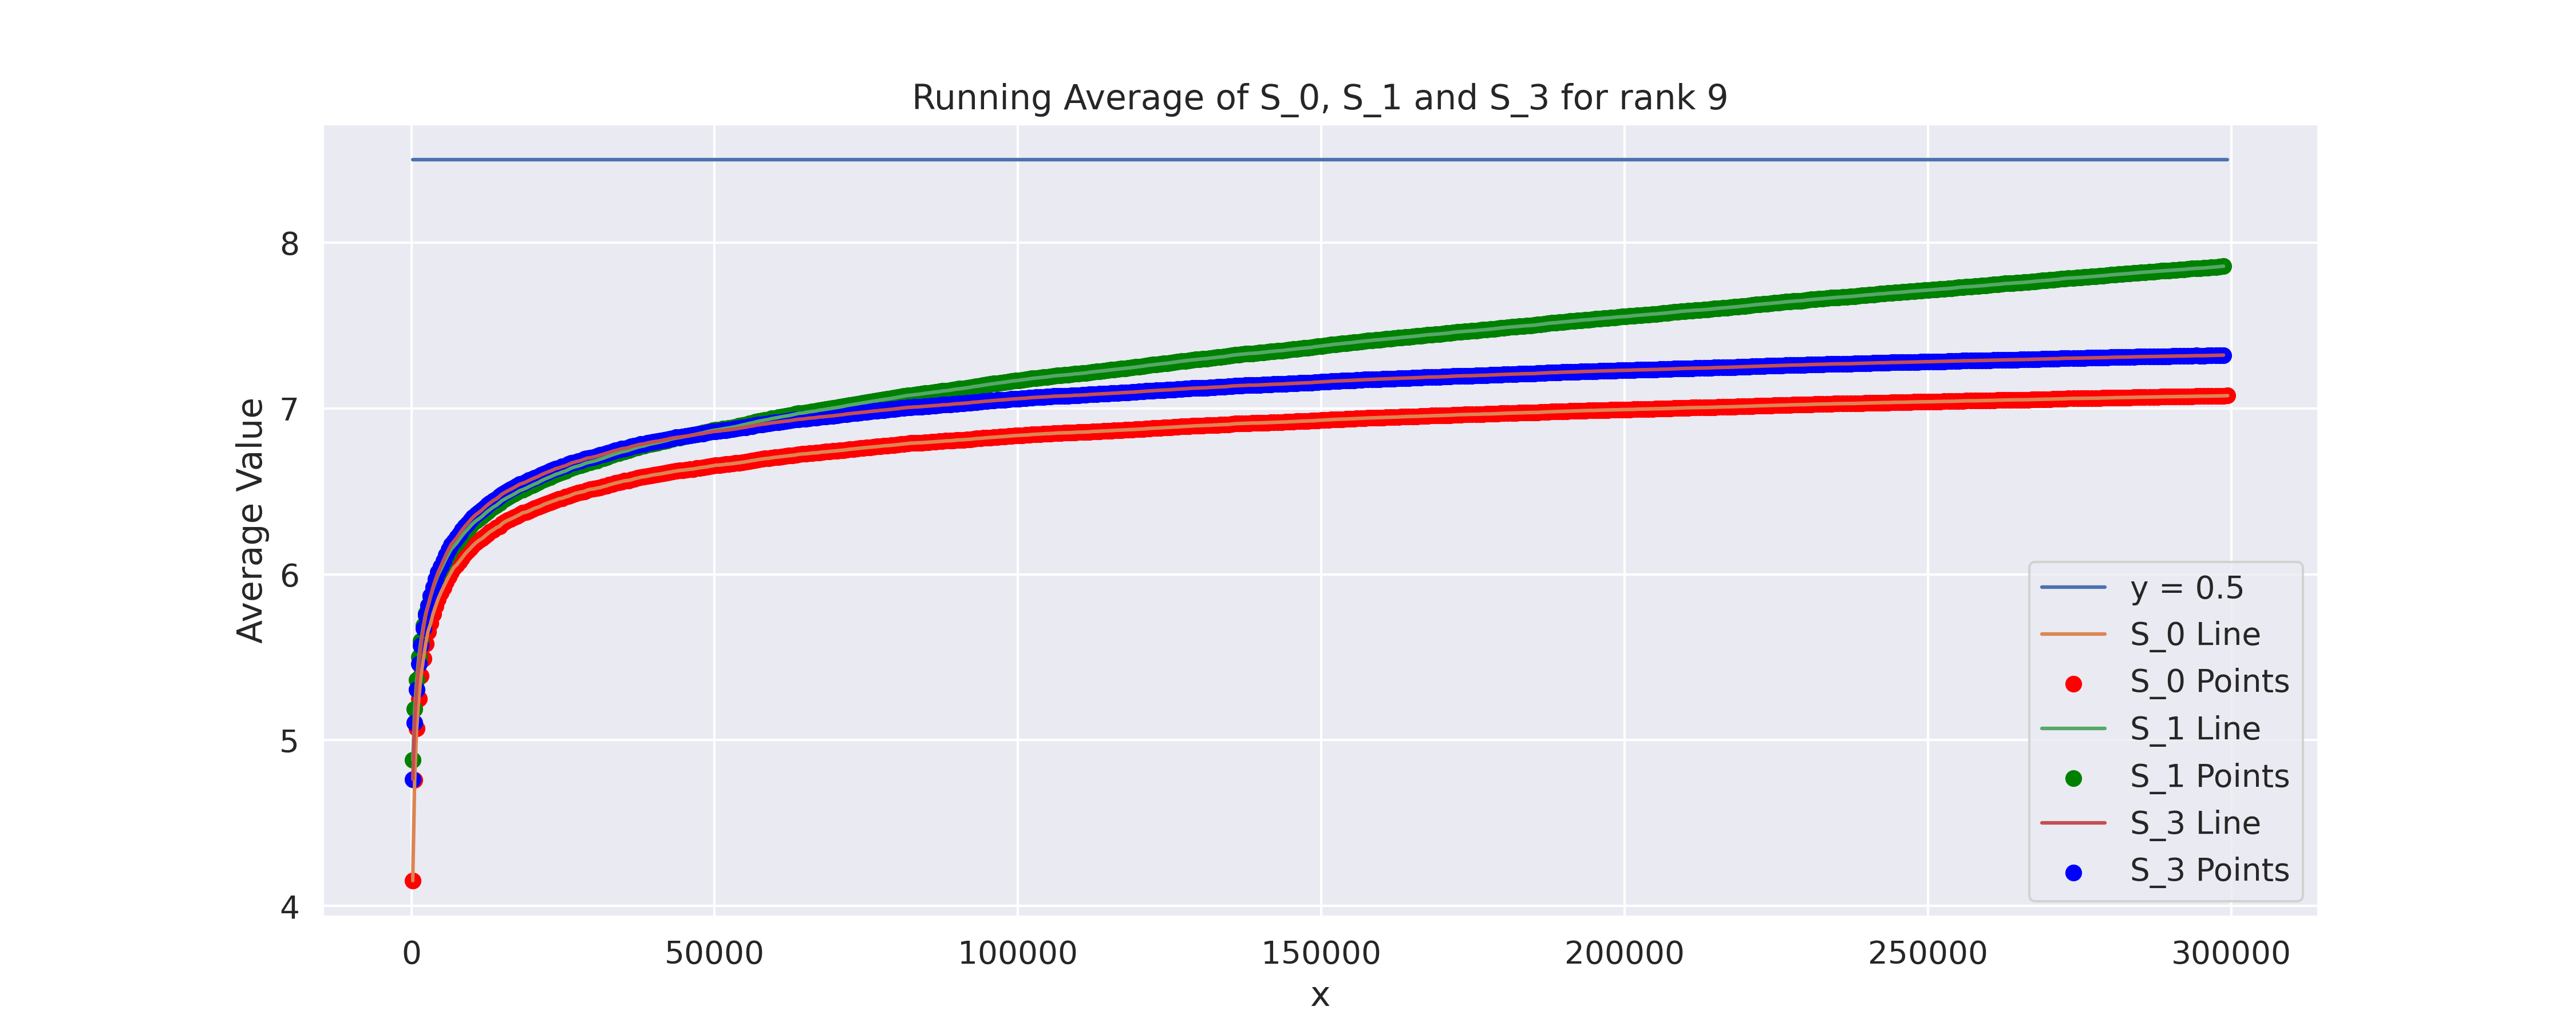 Running Average of S_0, S_1 and S_3 for rank 9
Average Value
8
7
6
5
4
y = 0.5
S_0 Line
S_0 Points
S_1 Line
S_1 Points
S_3 Line
S_3 Points
0
50000
100000
150000
200000
250000
300000
x